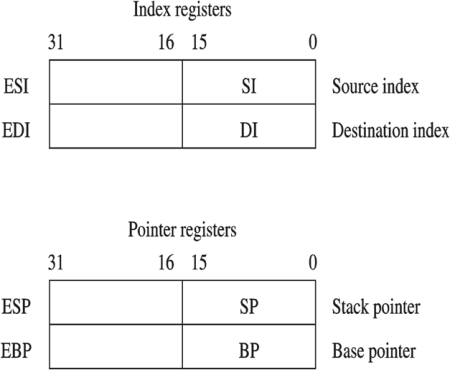 Index registers
31 16 15 0
ESI SI Source index
EDI DI Destination index
Pointer registers
31 16 15 0
ESP SP Stack pointer
EBP BP Base pointer